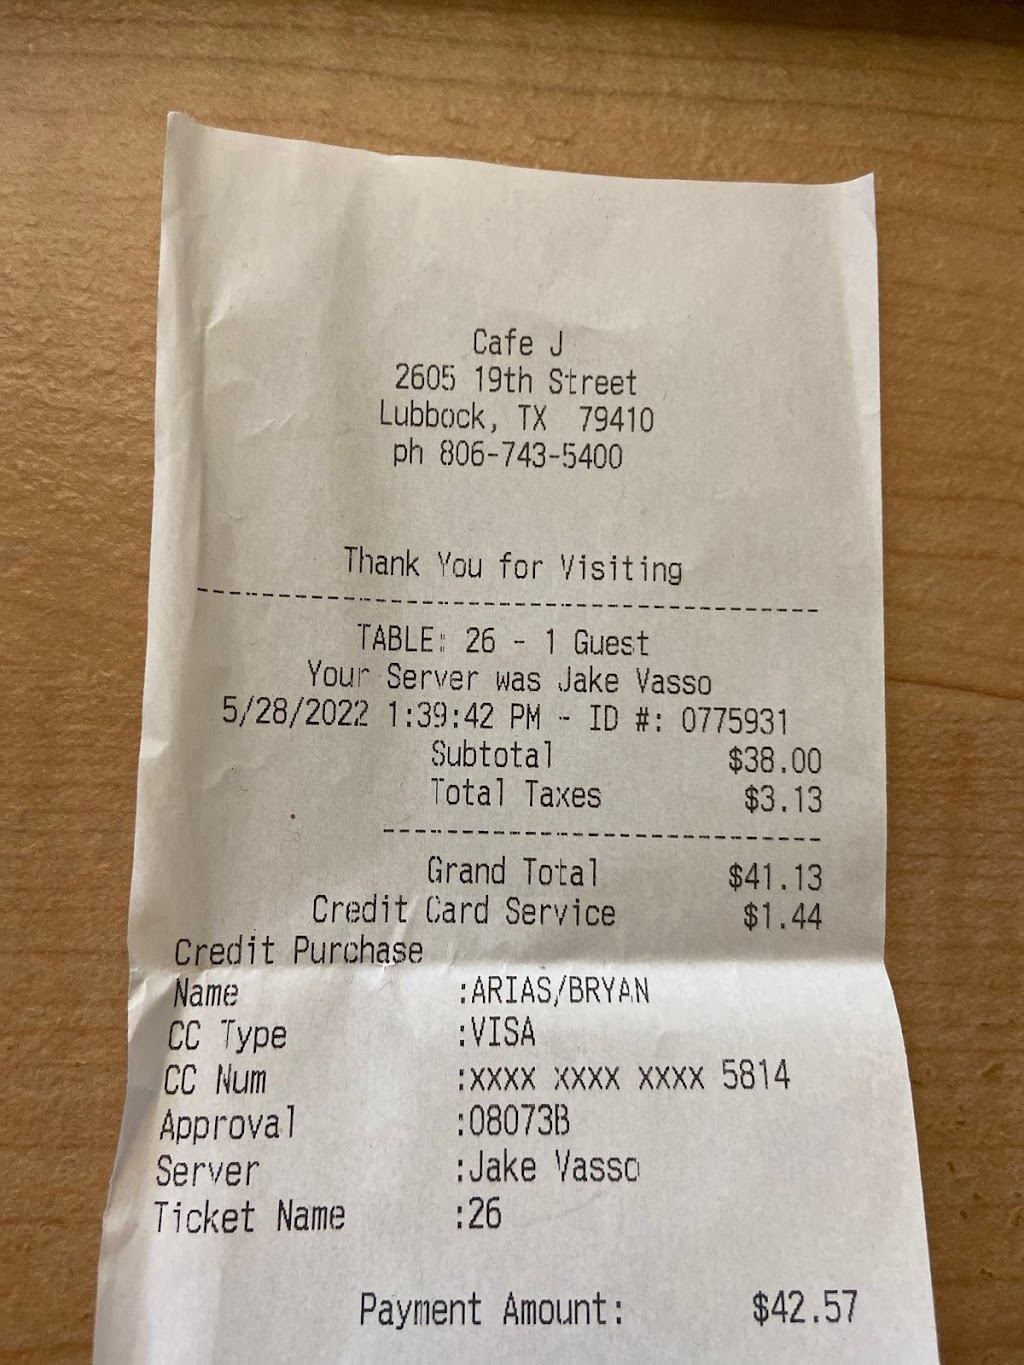 Cafe J
2605 19th Street
Lubbock, TX 79410
ph 806-743-5400
Thank You for Visiting
TABLE: 26 - 1 Guest
Your Server was Jake Vasso
5/28/2022 1:39:42 PM - ID #: 0775931
Subtotal $38.00
Total Taxes $3.13
Grand Total $41.13
Credit Card Service $1.44
Credit Purchase
Name :ARIAS/BRYAN
CC Type :VISA
CC Num :xxxx xxxx xxxx 5814
Approval :08073B
Server :Jake Vasso
Ticket Name :26
Payment Amount: $42.57